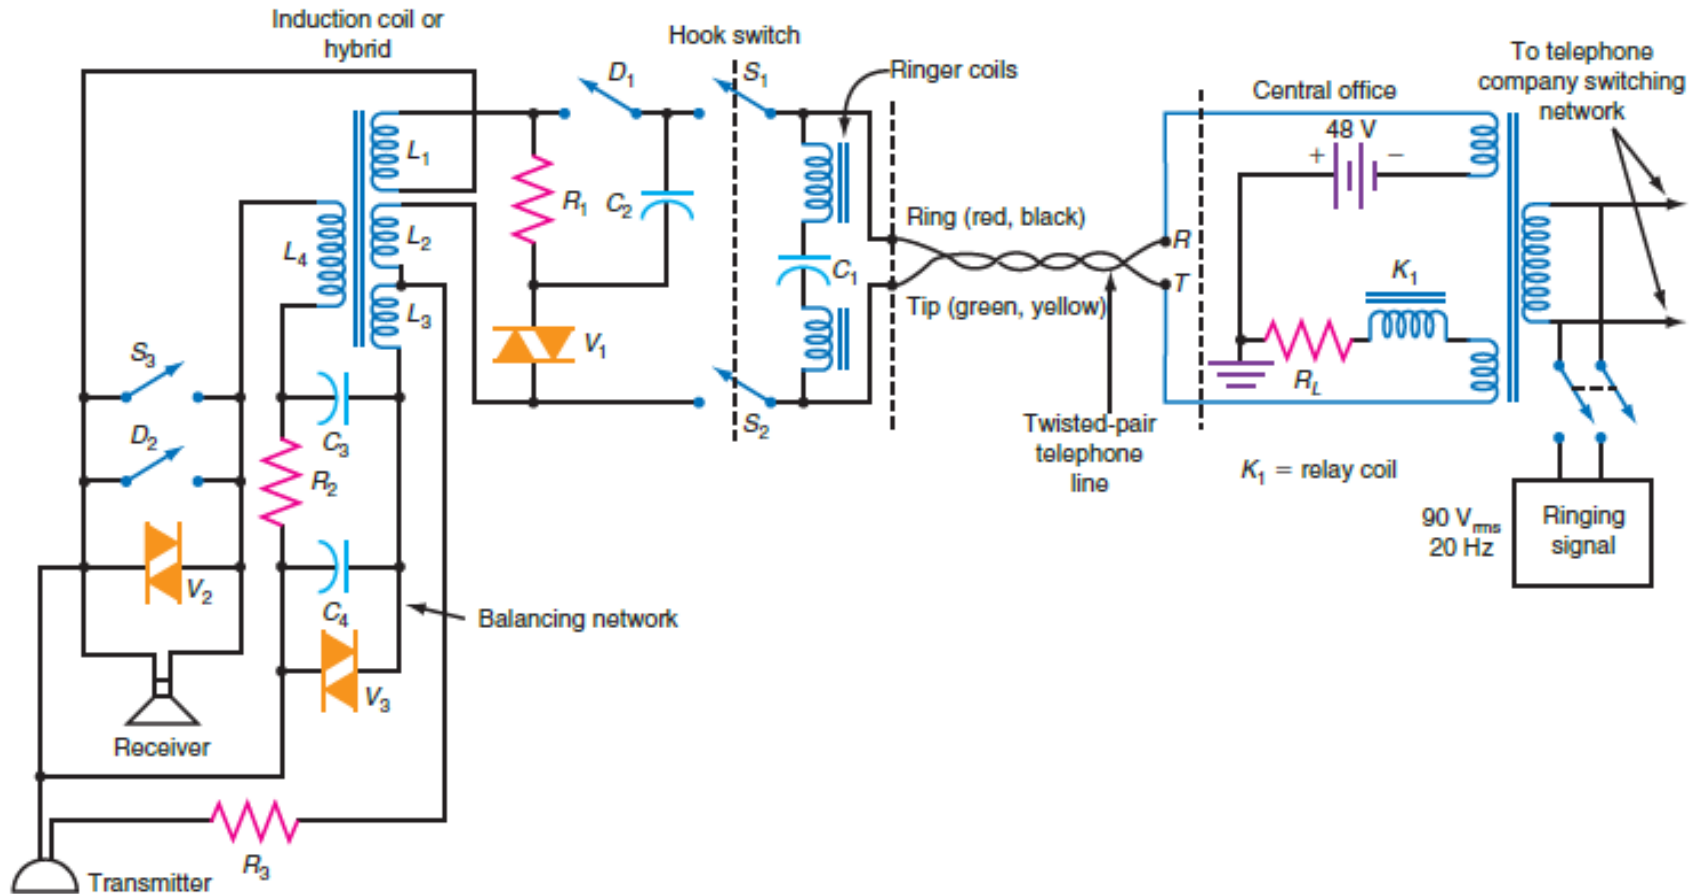 Induction coil or
hybrid
Hook switch
To telephone
company switching
network
D1
S1
Ringer coils
Central office
48 V
+
−
L1
R1
C2
Ring (red, black)
R
L4
L2
C1
K1
T
Tip (green, yellow)
L3
V1
S3
RL
S2
Twisted-pair
telephone
line
D2
C3
R2
K1 = relay coil
90 Vrms
20 Hz
Ringing
signal
V2
C4
Balancing network
V3
Receiver
R3
Transmitter